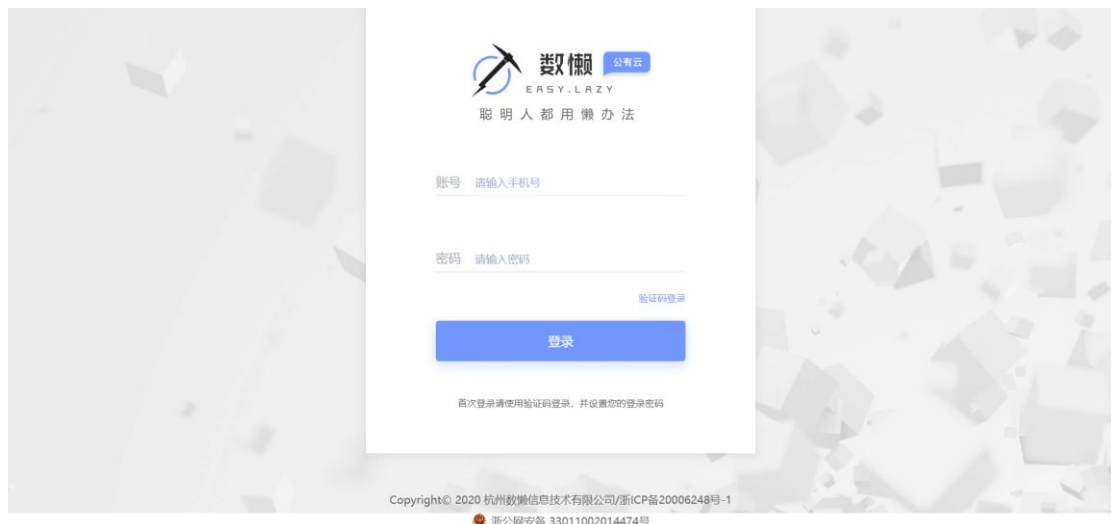 数懒 公有云
EASY.LAZY
聪明人都用懒办法
账号 请输入手机号
密码 请输入密码
验证码登录
登录
首次登录请使用验证码登录，并设置您的登录密码
Copyright© 2020 杭州数懒信息技术有限公司/浙ICP备20006248号-1
浙公网安备 33011002014474号